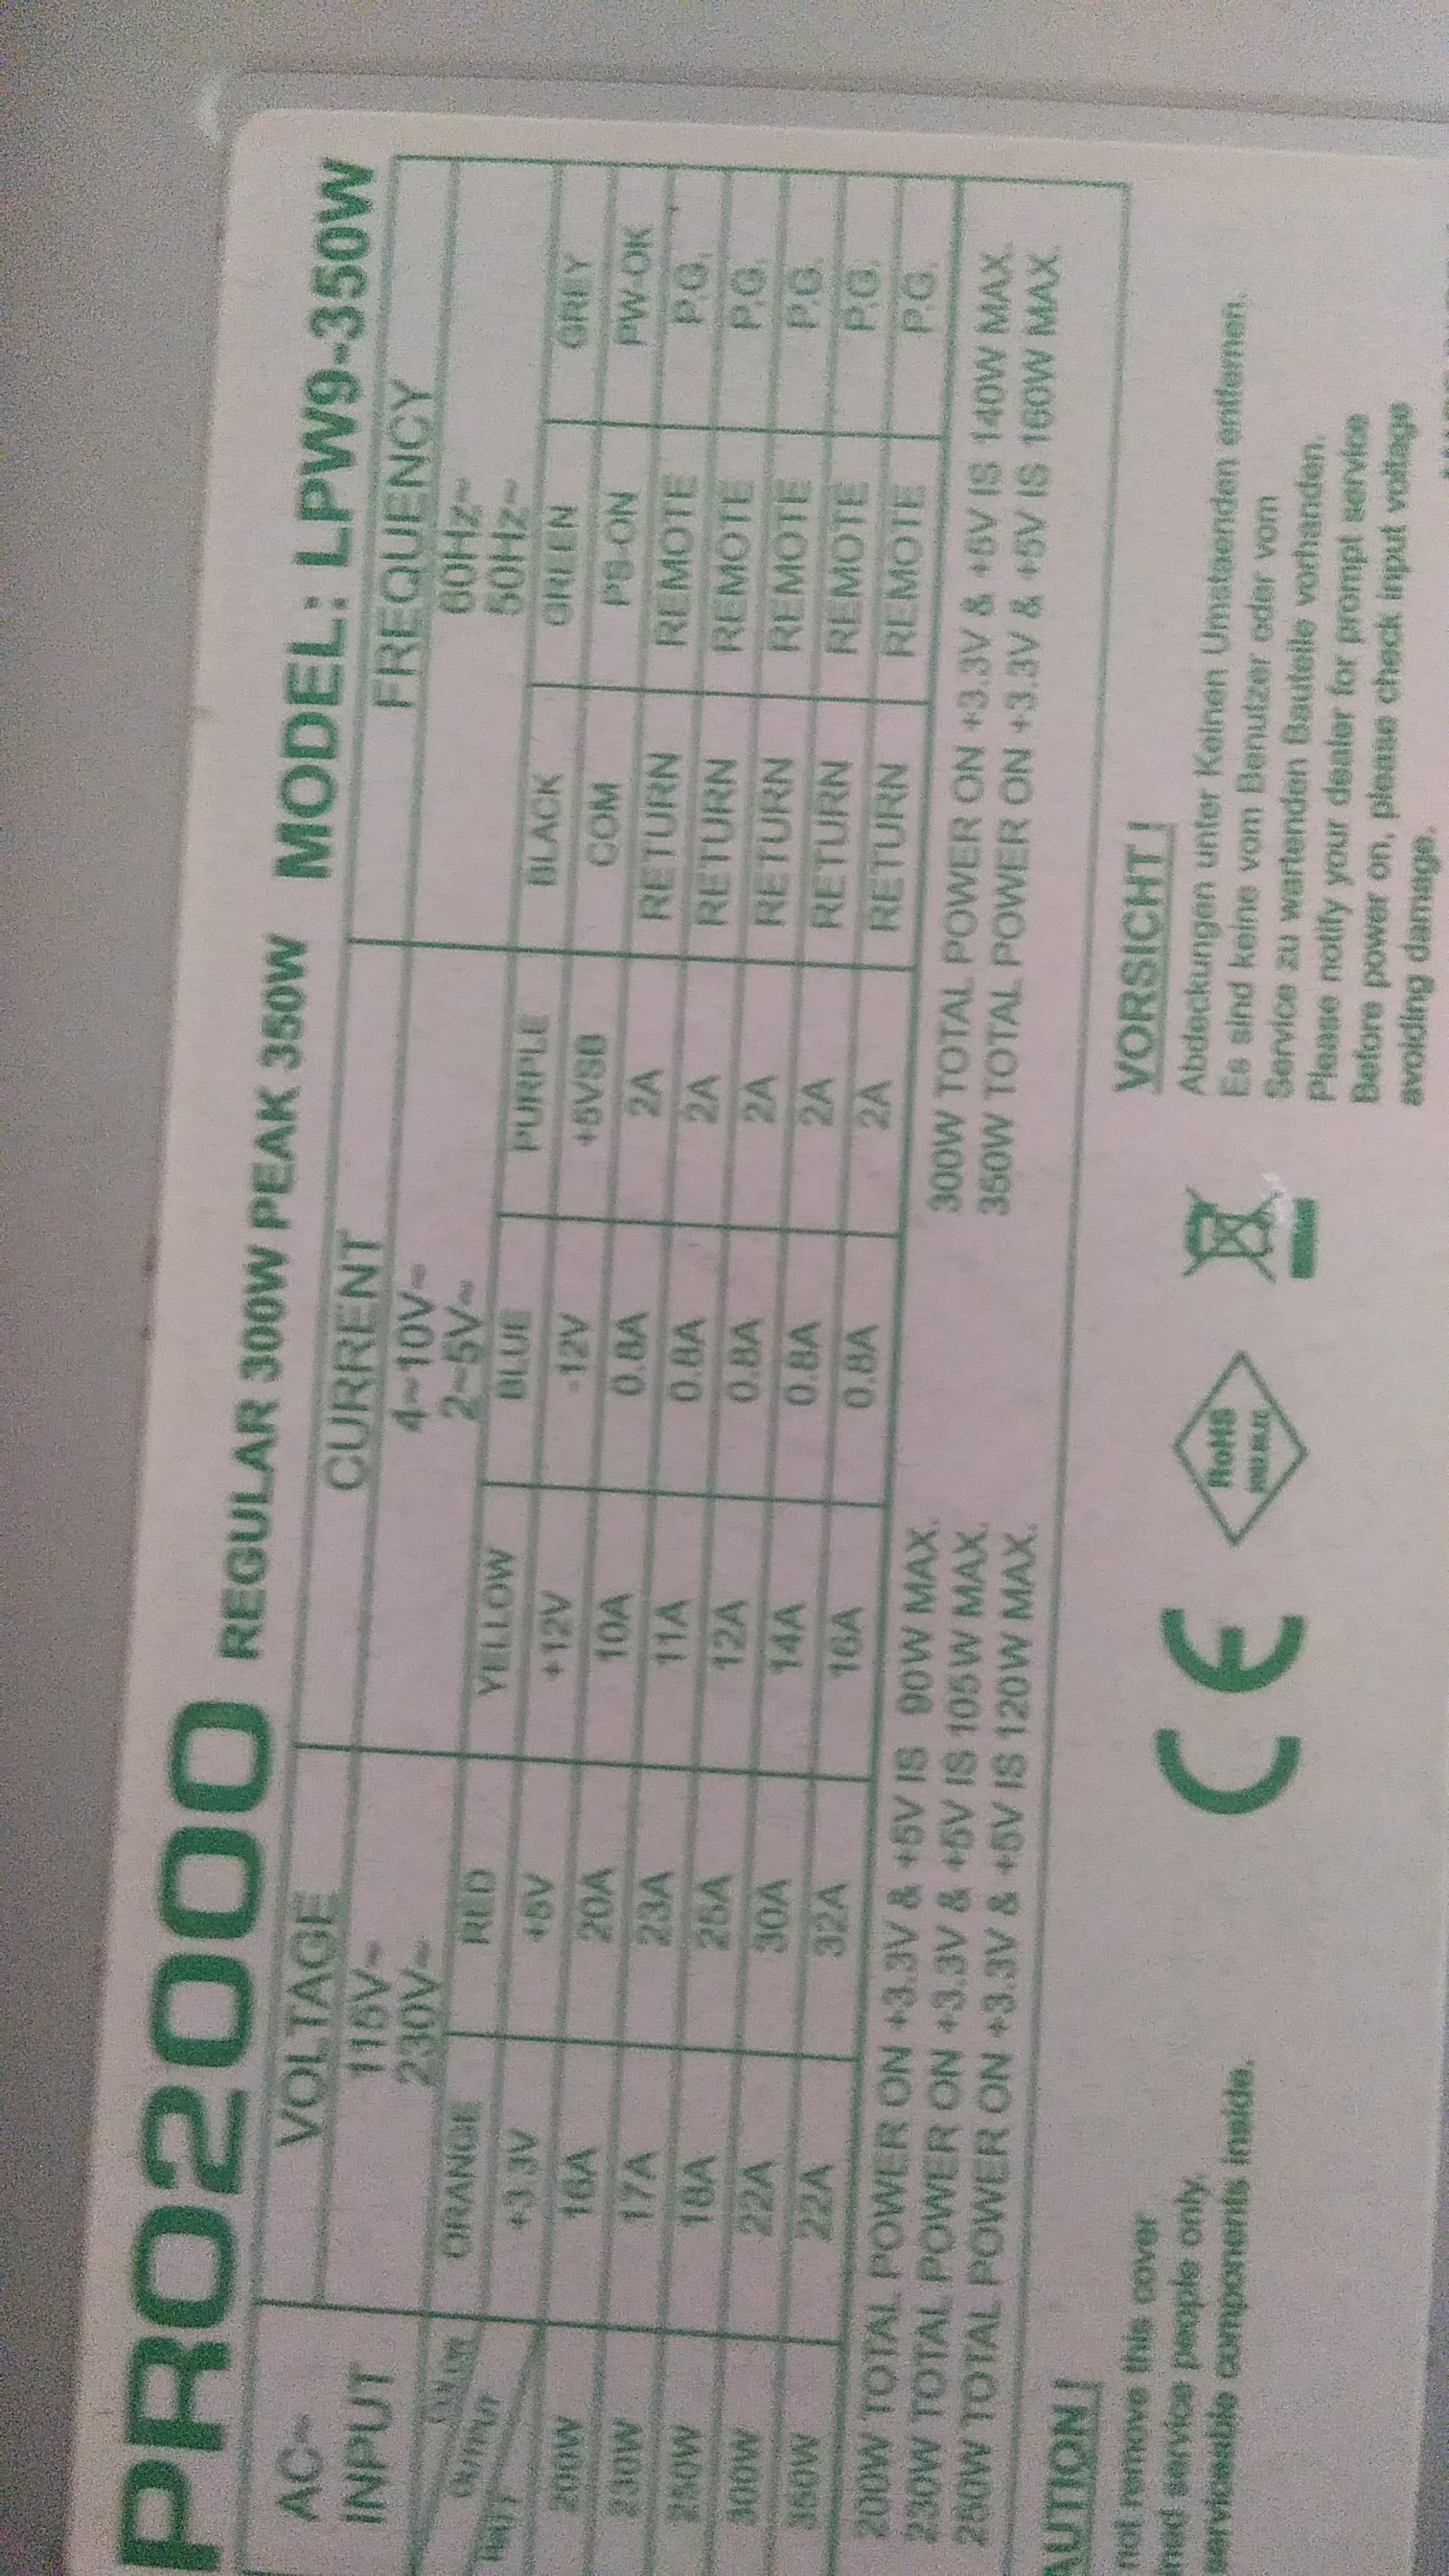 PRO2000 REGULAR 300W PEAK 350W MODEL: LPW9-350W
AC~ INPUT VOLTAGE CURRENT FREQUENCY
115V~ 4~10V~ 60Hz~
230V~ 2~5V~ 50Hz~
ORANGE RED YELLOW BLUE PURPLE BLACK GREEN GREY
OUTPUT +3.3V +5V +12V -12V +5VSB COM PS-ON PW-OK
200W 16A 20A 10A 0.8A 2A RETURN REMOTE P.G.
230W 17A 23A 11A 0.8A 2A RETURN REMOTE P.G.
250W 18A 25A 12A 0.8A 2A RETURN REMOTE P.G.
300W 22A 30A 14A 0.8A 2A RETURN REMOTE P.G.
350W 22A 32A 16A 0.8A 2A RETURN REMOTE P.G.
200W TOTAL POWER ON +3.3V & +5V IS 90W MAX. 300W TOTAL POWER ON +3.3V & +5V IS 140W MAX.
230W TOTAL POWER ON +3.3V & +5V IS 105W MAX. 350W TOTAL POWER ON +3.3V & +5V IS 160W MAX.
250W TOTAL POWER ON +3.3V & +5V IS 120W MAX.
AUTION !
not remove this cover
ined service people only.
serviceable components inside.
CE
RoHS
VORSICHT !
Abdeckungen unter Keinen Umstaenden entfernen,
Es sind keine vom Benutzer oder vom
Service zu wartenden Bauteile vorhanden.
Please notify your dealer for prompt service
Before power on, please check input voltage
avoiding damage.